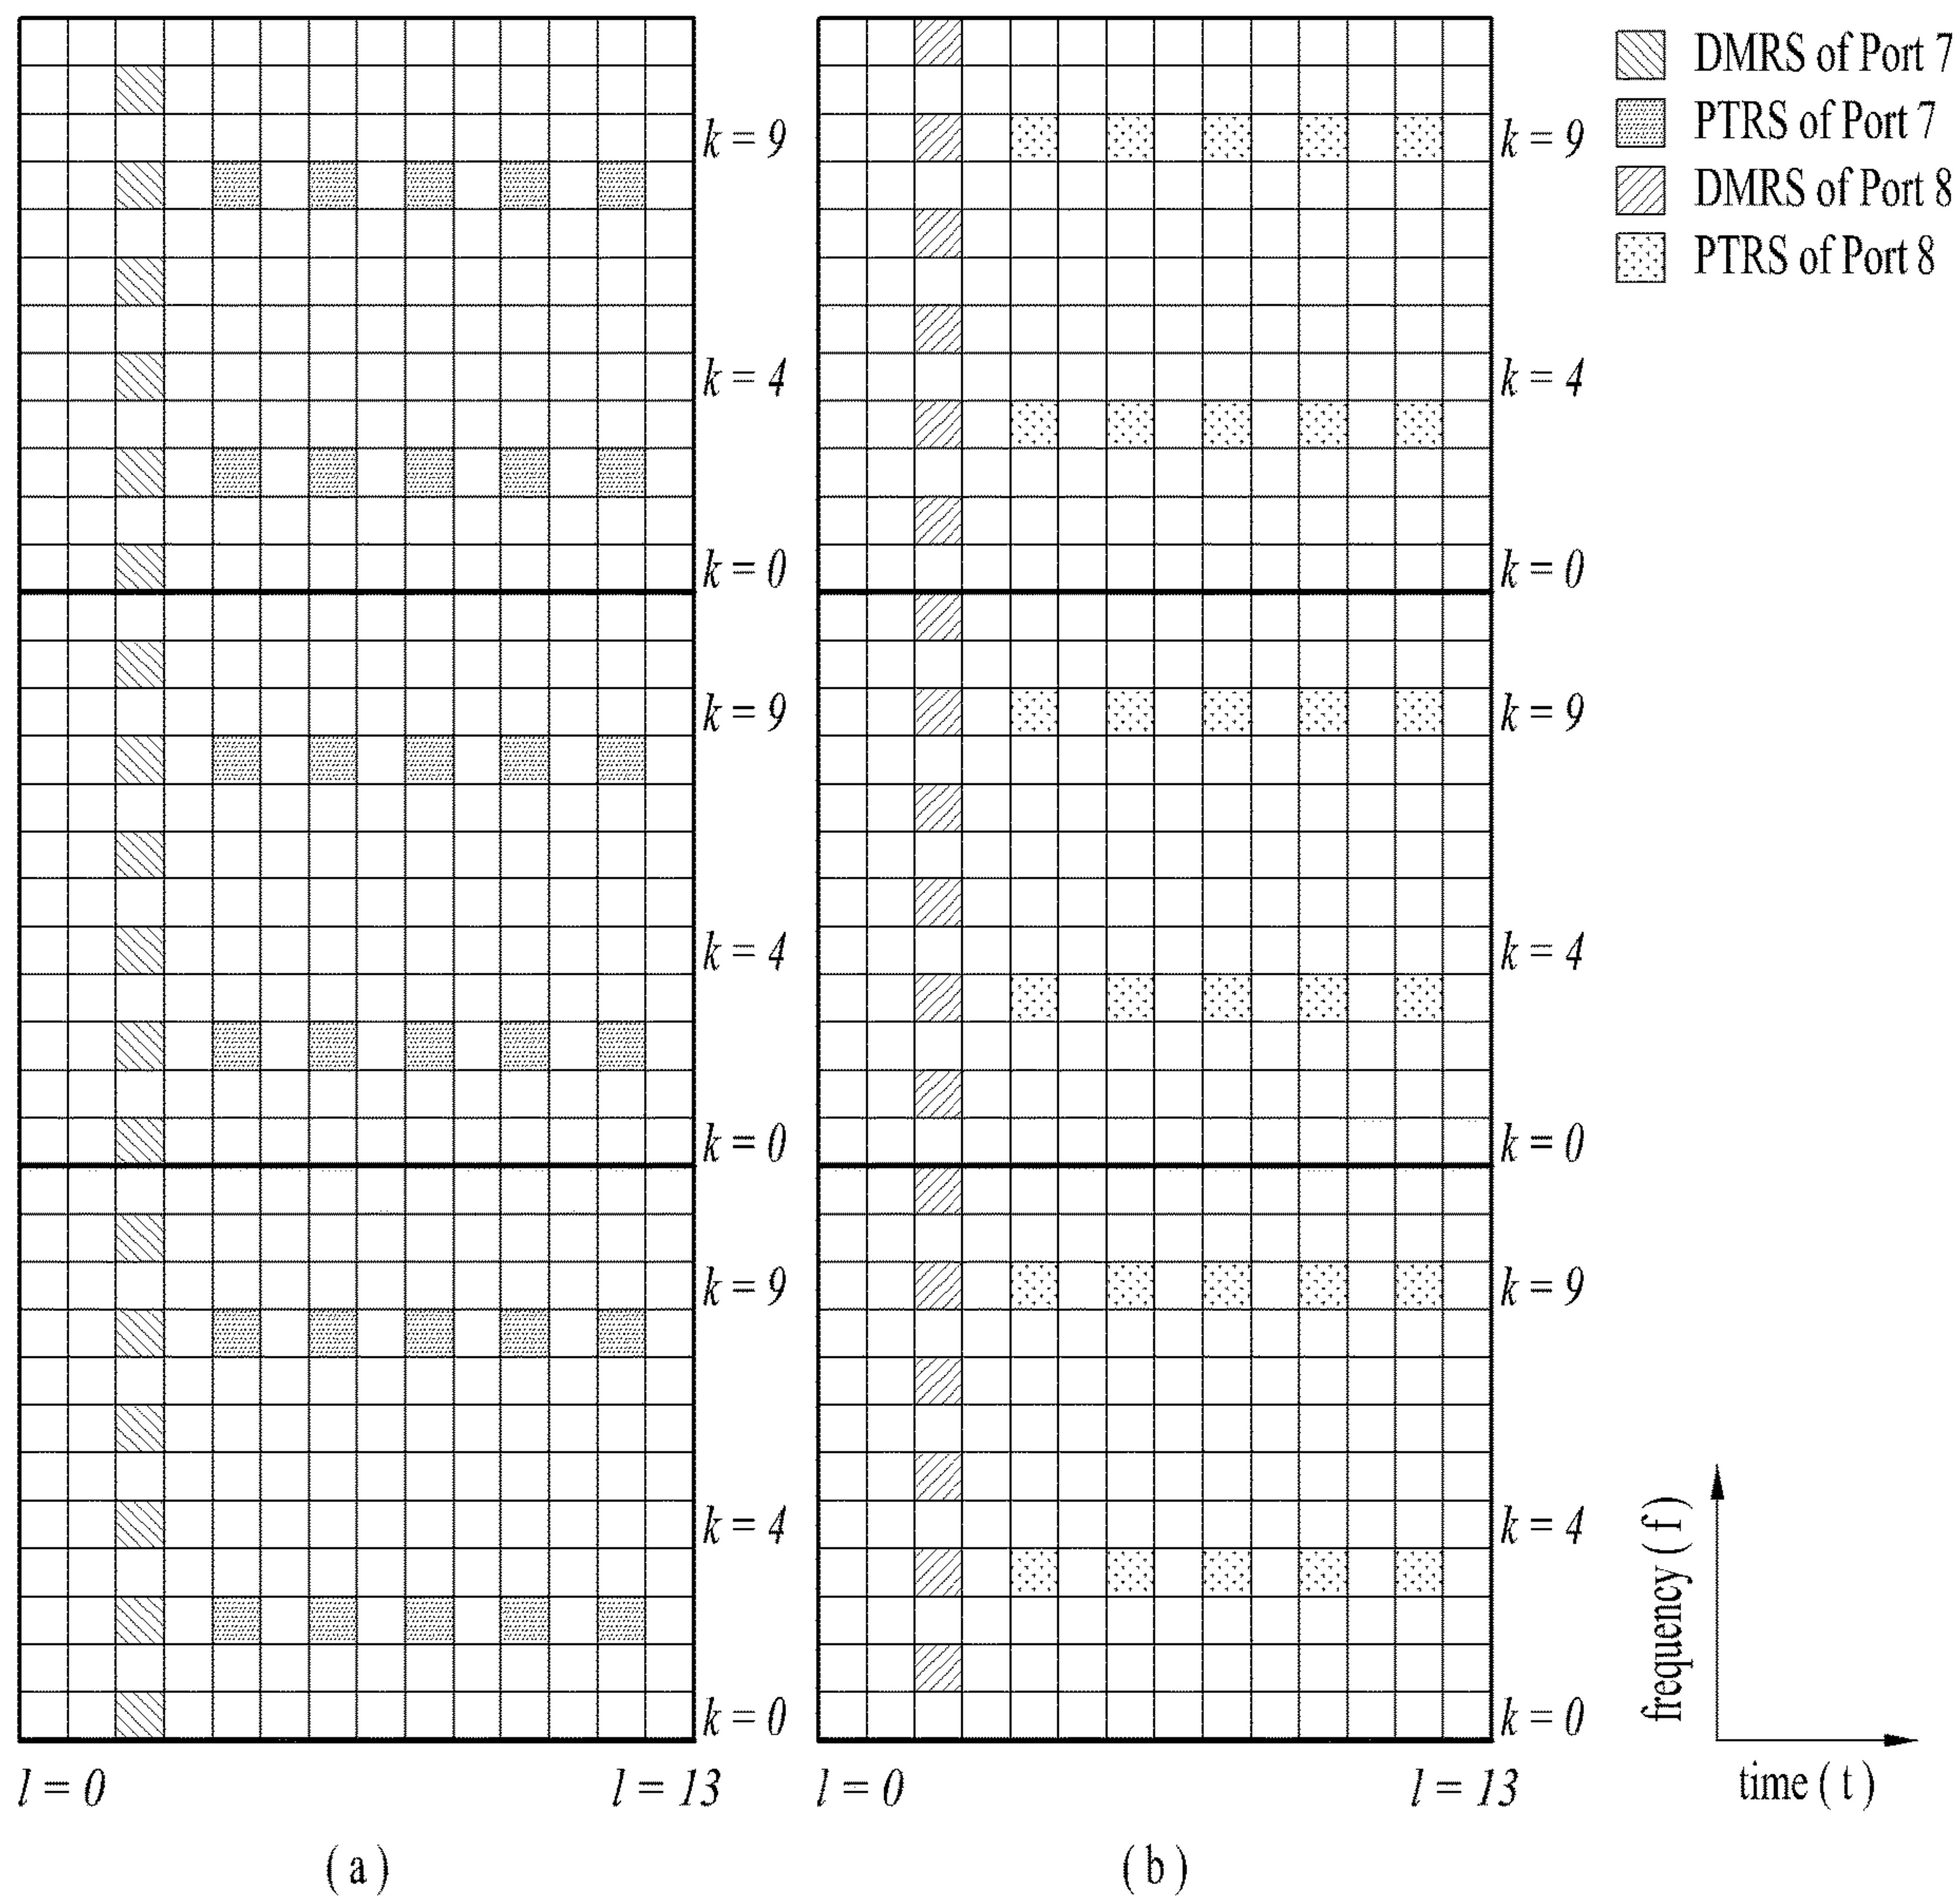 DMRS of Port 7
PTRS of Port 7
DMRS of Port 8
PTRS of Port 8
k = 9
k = 4
k = 0
k = 9
k = 4
k = 0
k = 9
k = 4
k = 0
l = 0
l = 13
( a )
k = 9
k = 4
k = 0
k = 9
k = 4
k = 0
k = 9
k = 4
k = 0
l = 0
l = 13
( b )
frequency ( f )
time ( t )